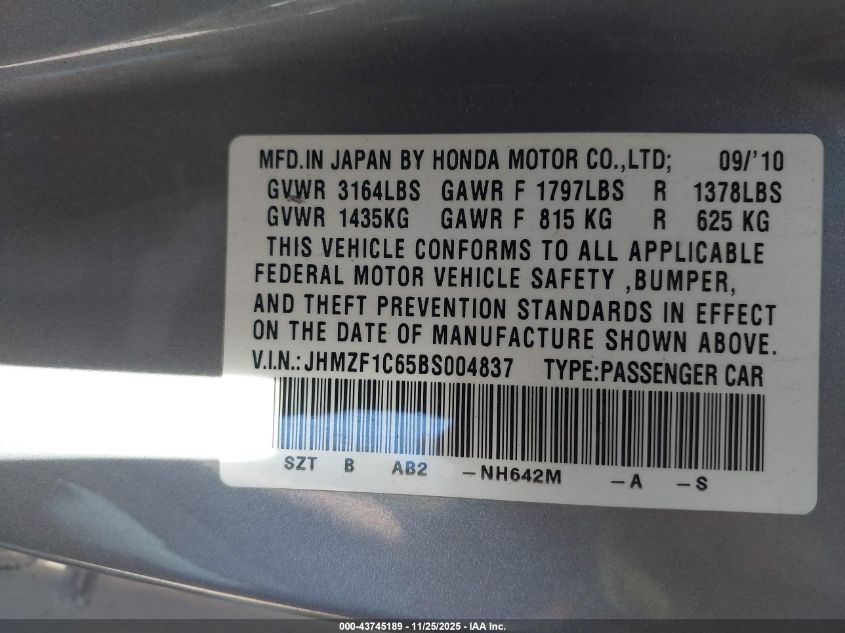 MFD.IN JAPAN BY HONDA MOTOR CO.,LTD; 09/'10
GVWR 3164LBS GAWR F 1797LBS R 1378LBS
GVWR 1435KG GAWR F 815 KG R 625 KG
THIS VEHICLE CONFORMS TO ALL APPLICABLE
FEDERAL MOTOR VEHICLE SAFETY ,BUMPER,
AND THEFT PREVENTION STANDARDS IN EFFECT
ON THE DATE OF MANUFACTURE SHOWN ABOVE.
V.I.N.:JHMZF1C65BS004837 TYPE:PASSENGER CAR
SZT B AB2 -NH642M -A -S
000-43745189 - 11/25/2025 - IAA Inc.